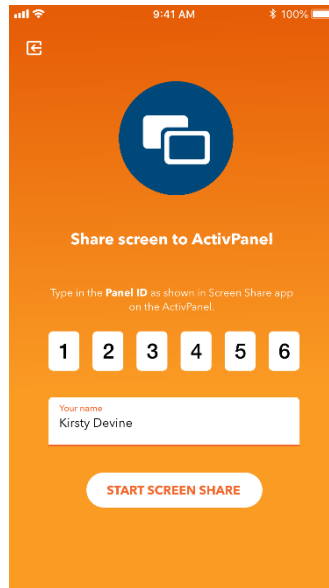 9:41 AM
100%
Share screen to ActivPanel
Type in the Panel ID as shown in Screen Share app
on the ActivPanel.
1 2 3 4 5 6
Your name
Kirsty Devine
START SCREEN SHARE